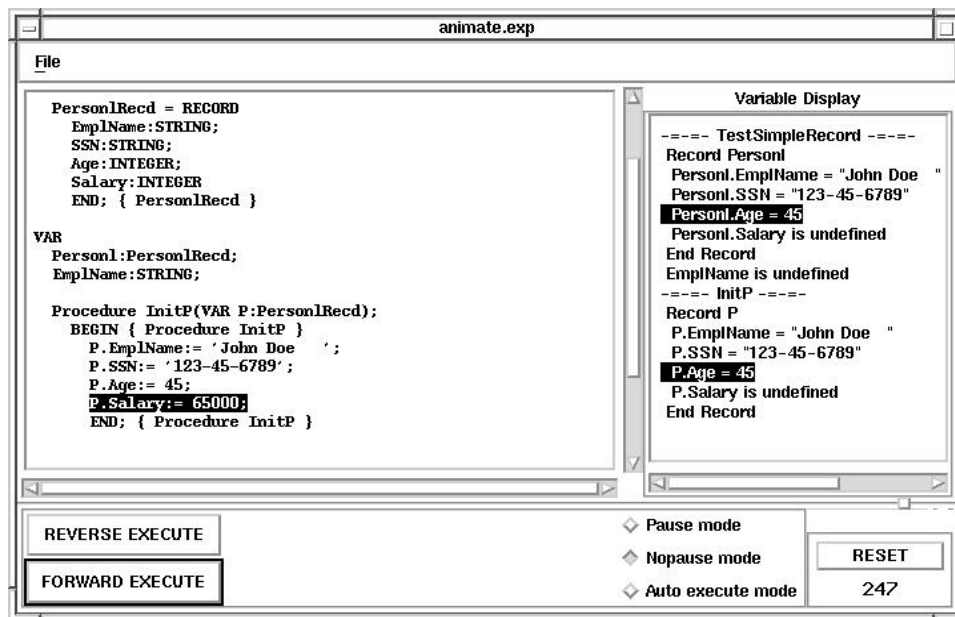 animate.exp
File
PersonlRecd = RECORD
EmplName:STRING;
SSN:STRING;
Age:INTEGER;
Salary:INTEGER
END; { PersonlRecd }
VAR
Personl:PersonlRecd;
EmplName:STRING;
Procedure InitP(VAR P:PersonlRecd);
BEGIN { Procedure InitP }
P.EmplName:= 'John Doe   ';
P.SSN:= '123-45-6789';
P.Age:= 45;
P.Salary:= 65000;
END; { Procedure InitP }
Variable Display
-=-=- TestSimpleRecord -=-=-
Record Personl
Personl.EmplName = "John Doe   "
Personl.SSN = "123-45-6789"
Personl.Age = 45
Personl.Salary is undefined
End Record
EmplName is undefined
-=-=- InitP -=-=-
Record P
P.EmplName = "John Doe   "
P.SSN = "123-45-6789"
P.Age = 45
P.Salary is undefined
End Record
REVERSE EXECUTE
FORWARD EXECUTE
Pause mode
Nopause mode
Auto execute mode
RESET
247